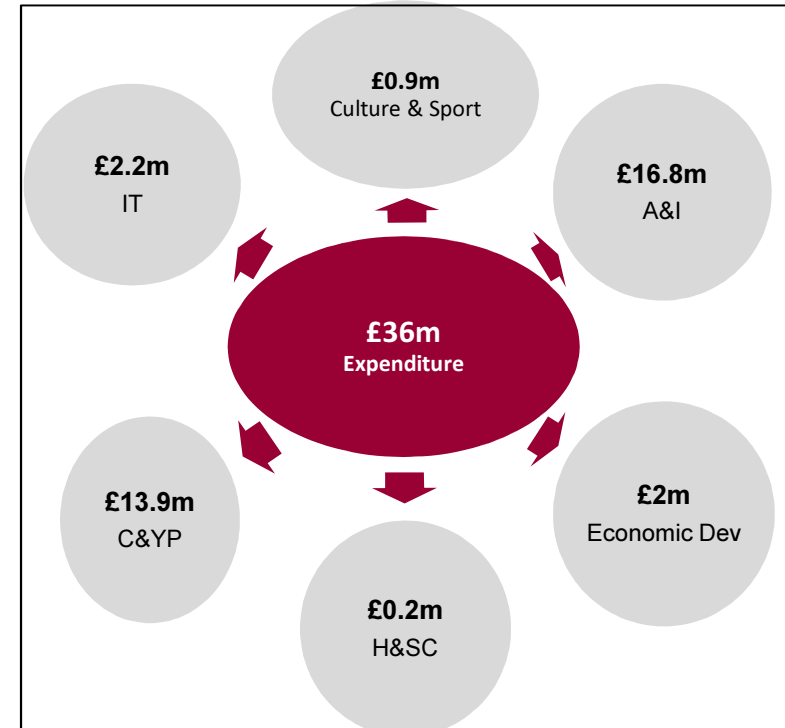 £0.9m
Culture & Sport
£2.2m
IT
£16.8m
A&I
£36m
Expenditure
£13.9m
C&YP
£2m
Economic Dev
£0.2m
H&SC